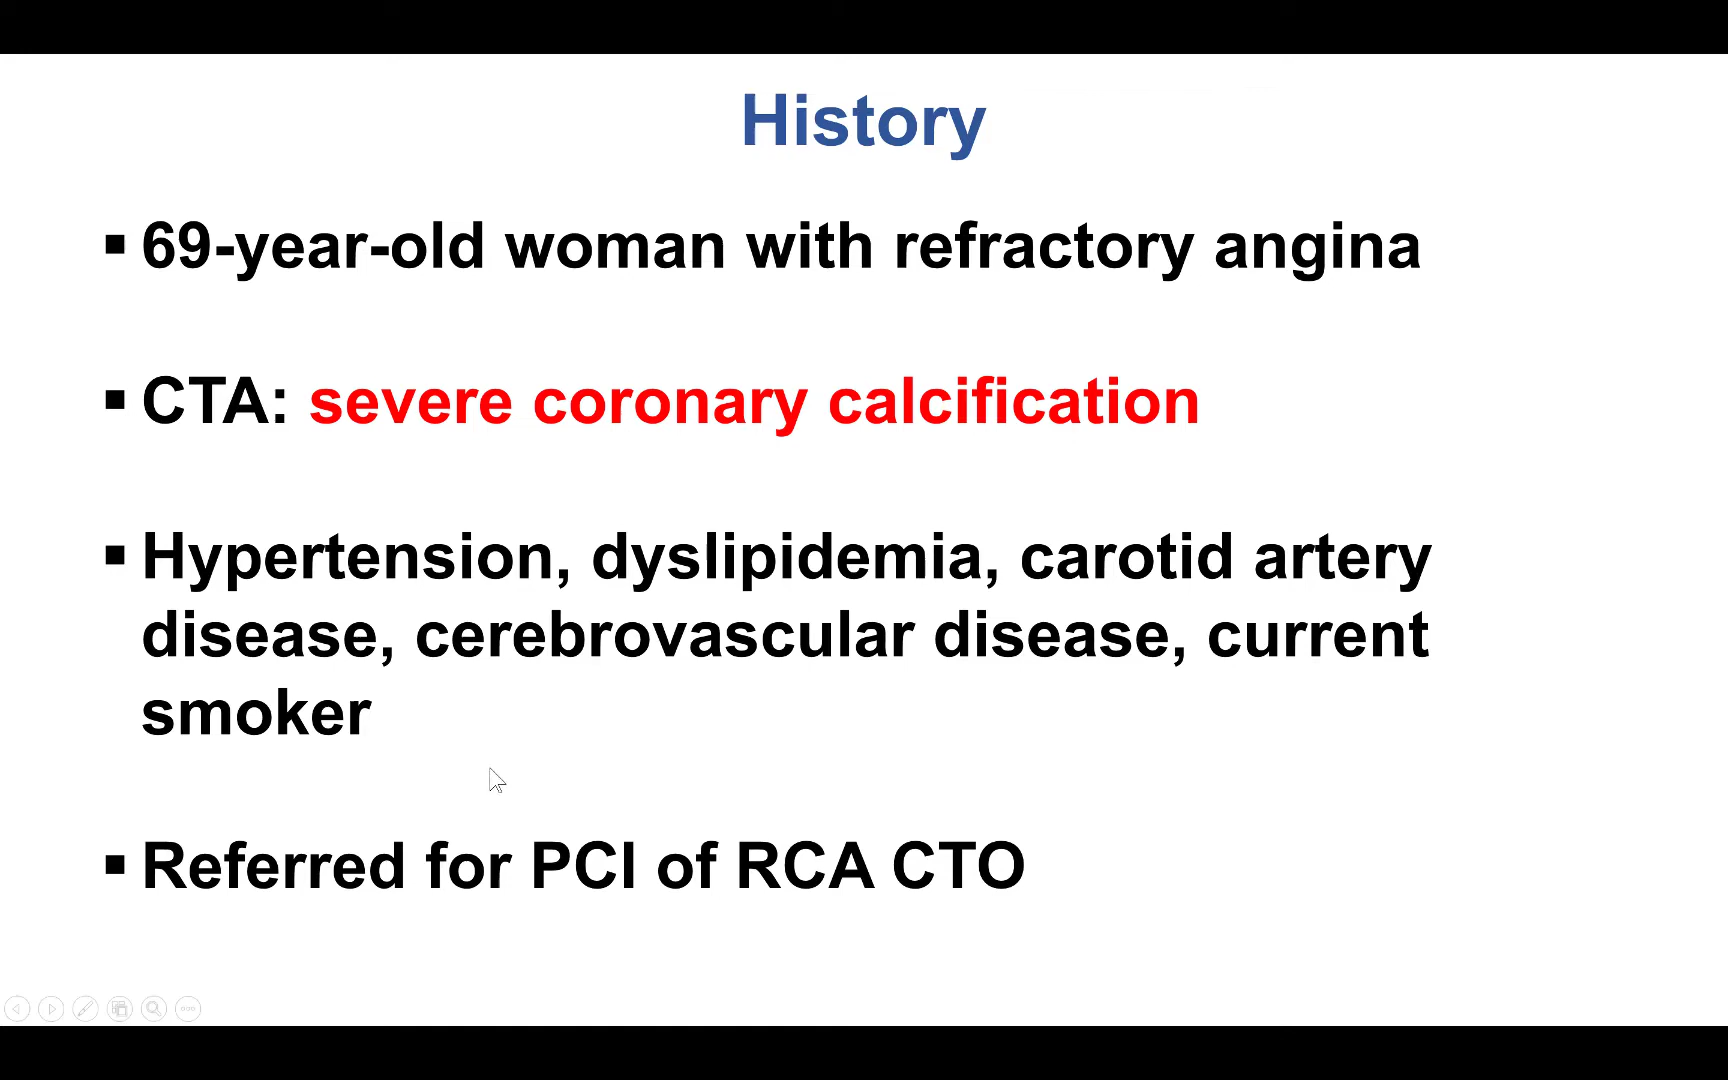 History
▪ 69-year-old woman with refractory angina
▪ CTA: severe coronary calcification
▪ Hypertension, dyslipidemia, carotid artery
disease, cerebrovascular disease, current
smoker
▪ Referred for PCI of RCA CTO